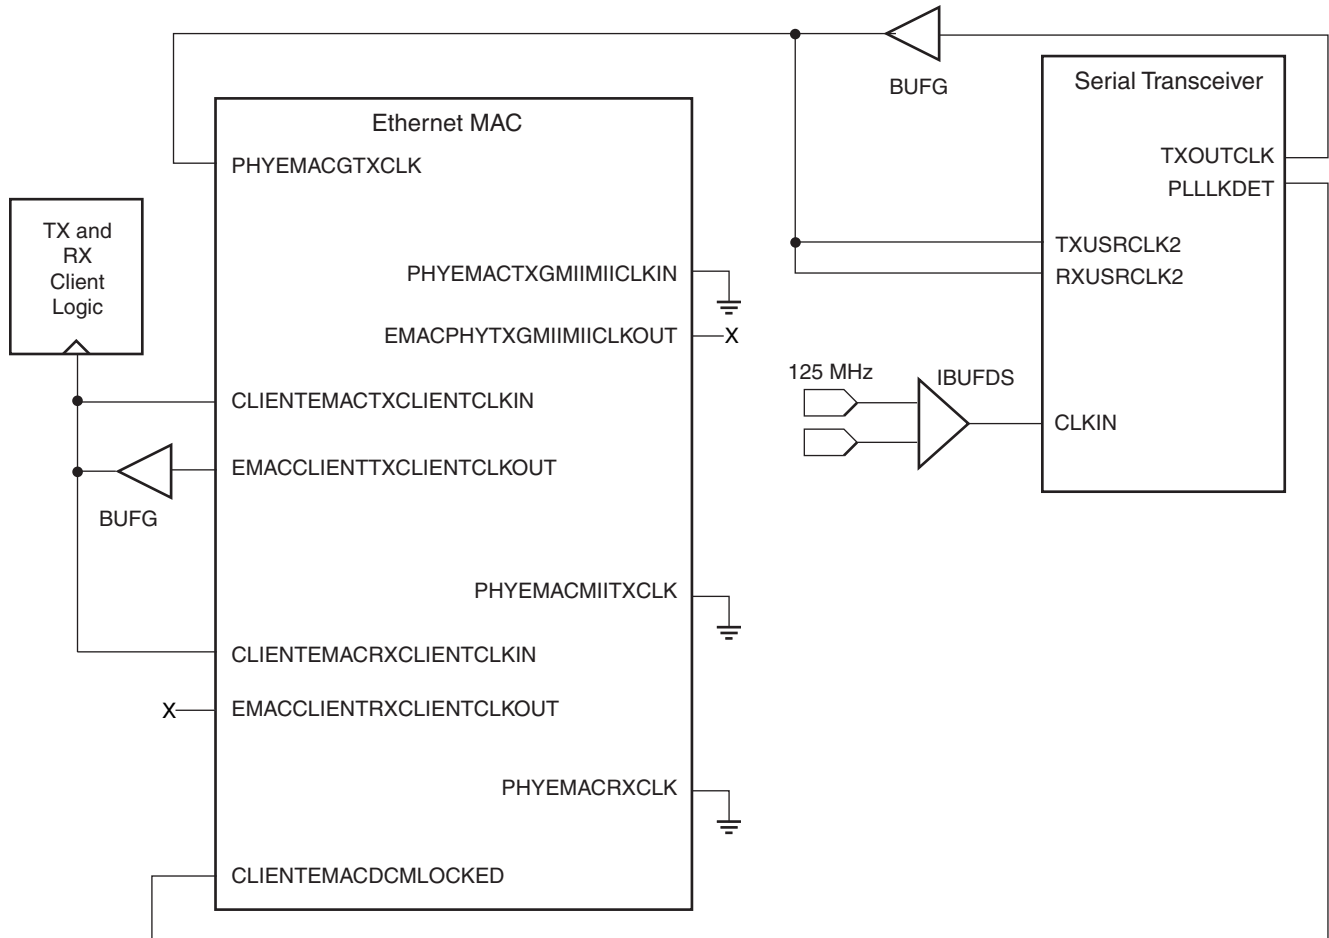 BUFG
Serial Transceiver
TXOUTCLK
PLLLKDET
TXUSRCLK2
RXUSRCLK2
125 MHz
IBUFDS
CLKIN
Ethernet MAC
PHYEMACGTXCLK
TX and
RX
Client
Logic
PHYEMACTXGMIIMIICLKIN
EMACPHYTXGMIIMIICLKOUT
X
CLIENTEMACTXCLIENTCLKIN
EMACCLIENTTXCLIENTCLKOUT
BUFG
PHYEMACMIITXCLK
CLIENTEMACRXCLIENTCLKIN
X
EMACCLIENTRXCLIENTCLKOUT
PHYEMACRXCLK
CLIENTEMACDCMLOCKED